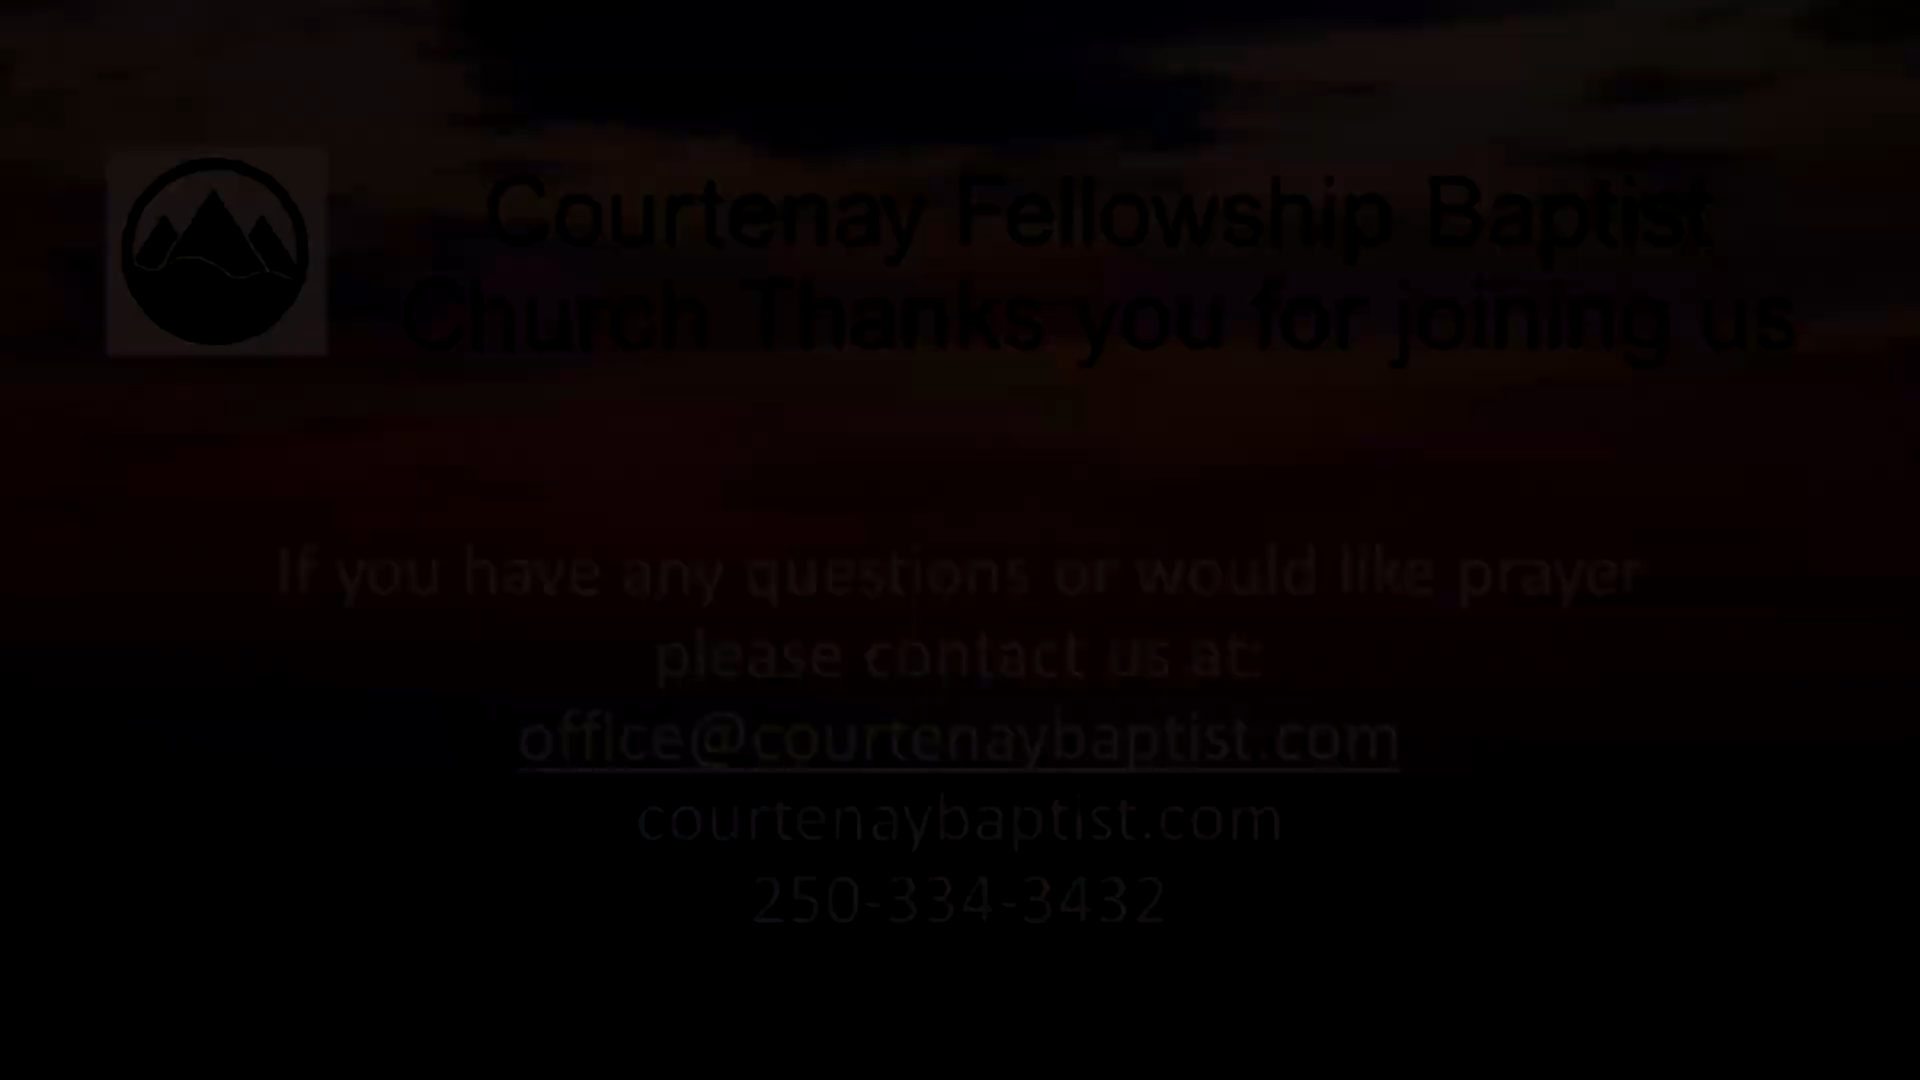 Courtenay Fellowship Baptist
Church Thanks you for joining us
If you have any questions or would like prayer
please contact us at:
office@courtenaybaptist.com
courtenaybaptist.com
250-334-3432